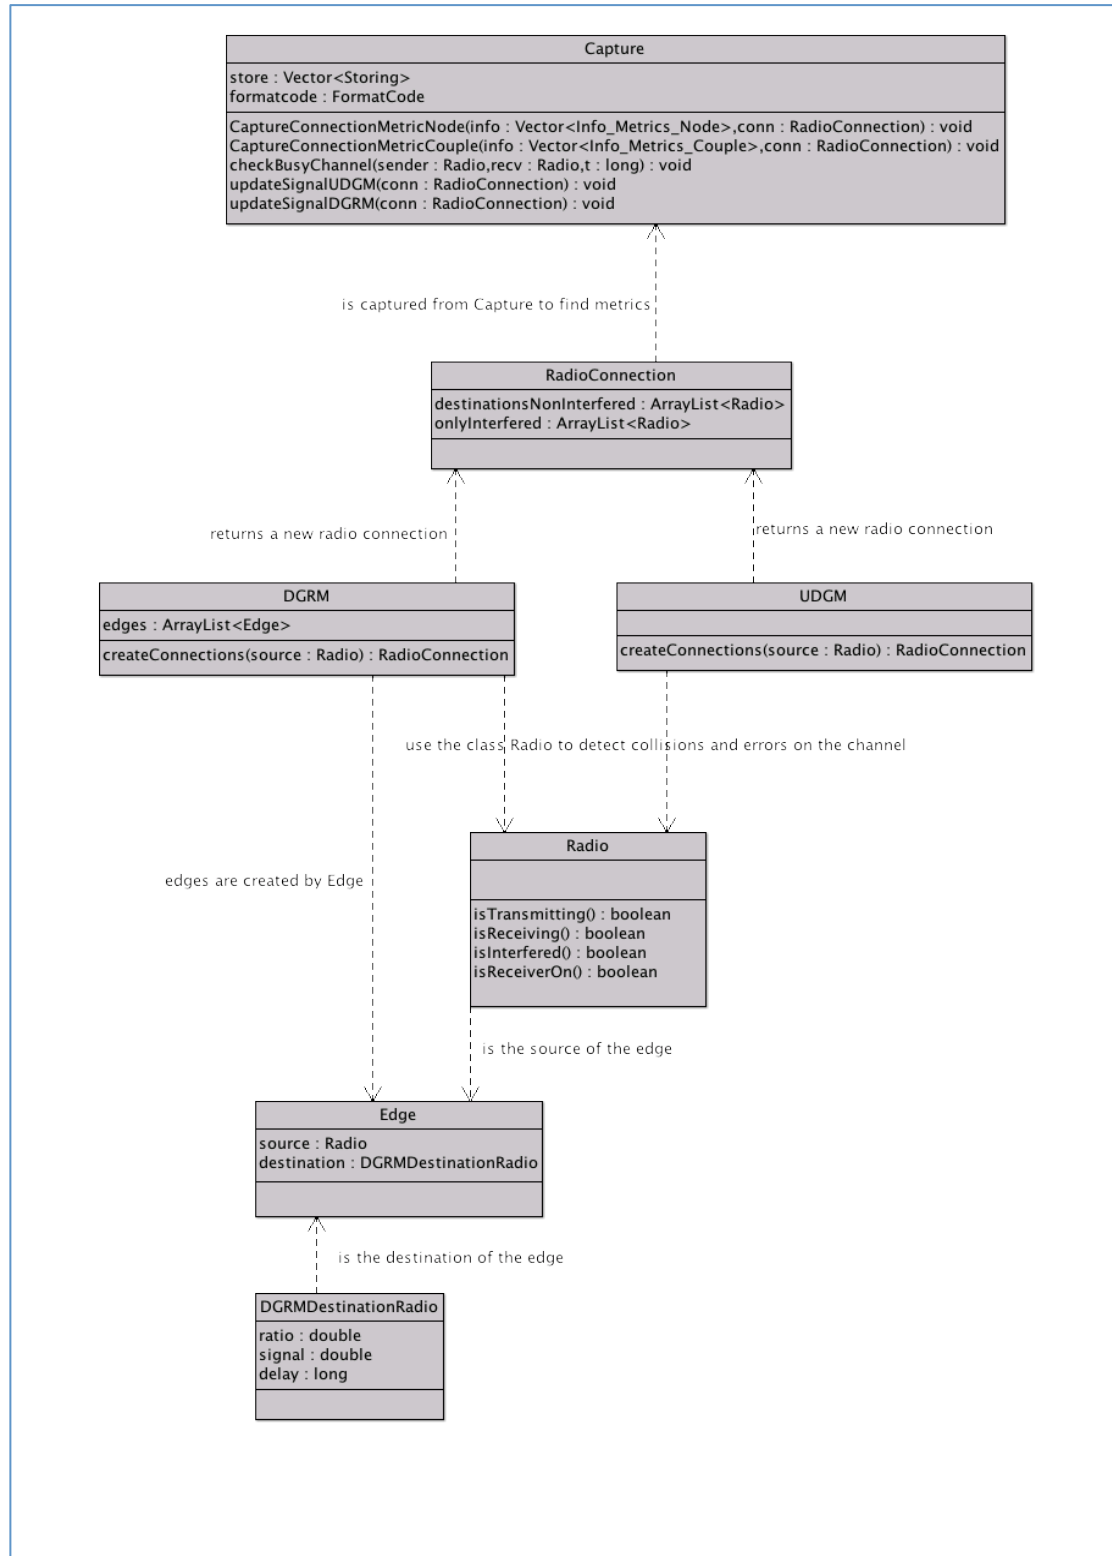 Capture
store : Vector<Storing>
formatcode : FormatCode
CaptureConnectionMetricNode(info : Vector<Info_Metrics_Node>,conn : RadioConnection) : void
CaptureConnectionMetricCouple(info : Vector<Info_Metrics_Couple>,conn : RadioConnection) : void
checkBusyChannel(sender : Radio,recv : Radio,t : long) : void
updateSignalUDGM(conn : RadioConnection) : void
updateSignalDGRM(conn : RadioConnection) : void
is captured from Capture to find metrics
RadioConnection
destinationsNonInterfered : ArrayList<Radio>
onlyInterfered : ArrayList<Radio>
returns a new radio connection
returns a new radio connection
DGRM
edges : ArrayList<Edge>
createConnections(source : Radio) : RadioConnection
UDGM
createConnections(source : Radio) : RadioConnection
use the class Radio to detect collisions and errors on the channel
Radio
isTransmitting() : boolean
isReceiving() : boolean
isInterfered() : boolean
isReceiverOn() : boolean
edges are created by Edge
is the source of the edge
Edge
source : Radio
destination : DGRMDestinationRadio
is the destination of the edge
DGRMDestinationRadio
ratio : double
signal : double
delay : long